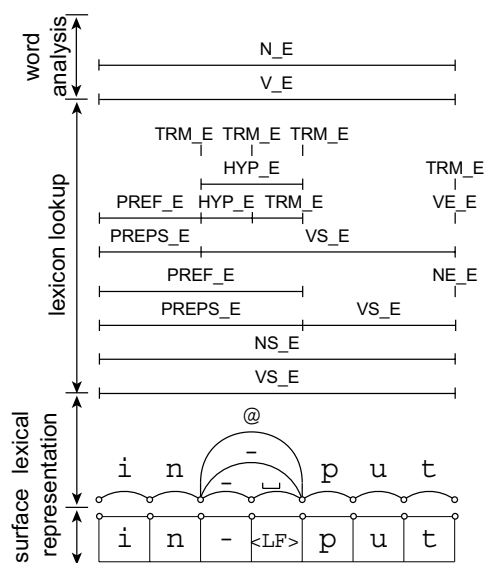 word analysis
N_E
V_E
lexicon lookup
TRM_E TRM_E TRM_E
HYP_E TRM_E
PREF_E HYP_E TRM_E VE_E
PREPS_E VS_E
PREF_E NE_E
PREPS_E VS_E
NS_E
VS_E
surface lexical representation
@
-
i n - ␣ p u t
i n - <LF> p u t